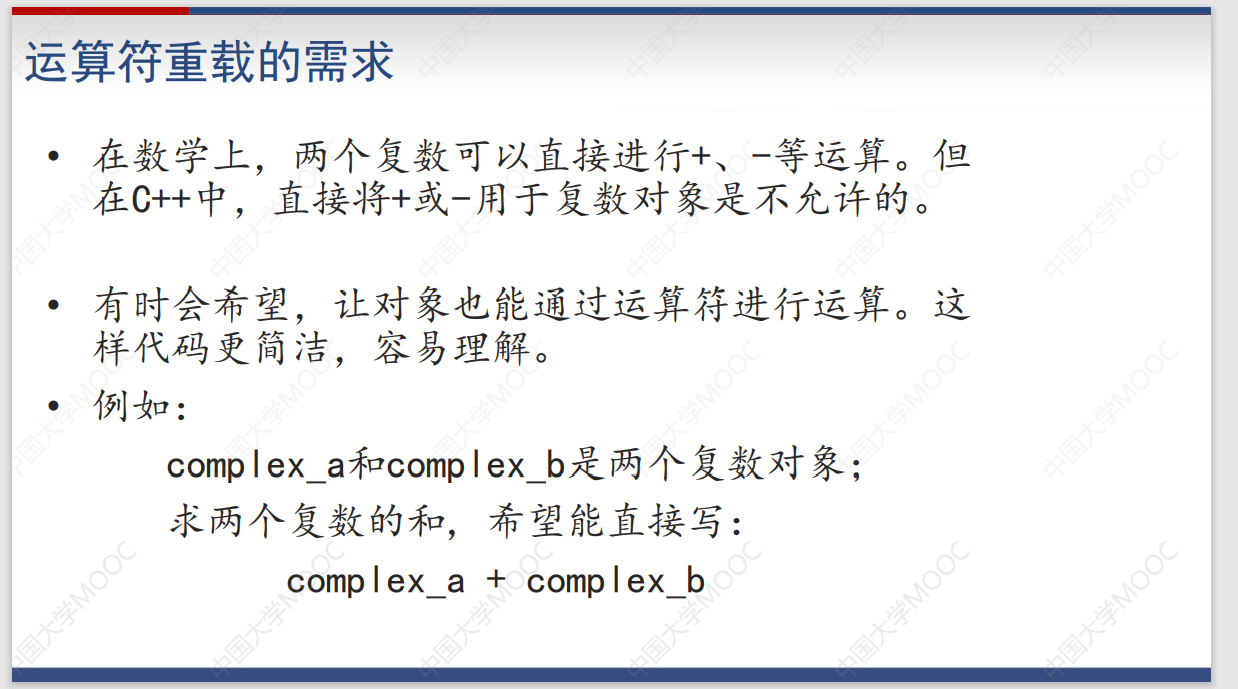 运算符重载的需求
• 在数学上，两个复数可以直接进行+、-等运算。但
在C++中，直接将+或-用于复数对象是不允许的。
• 有时会希望，让对象也能通过运算符进行运算。这
样代码更简洁，容易理解。
• 例如：
complex_a和complex_b是两个复数对象；
求两个复数的和，希望能直接写：
complex_a + complex_b
中国大学MOOC